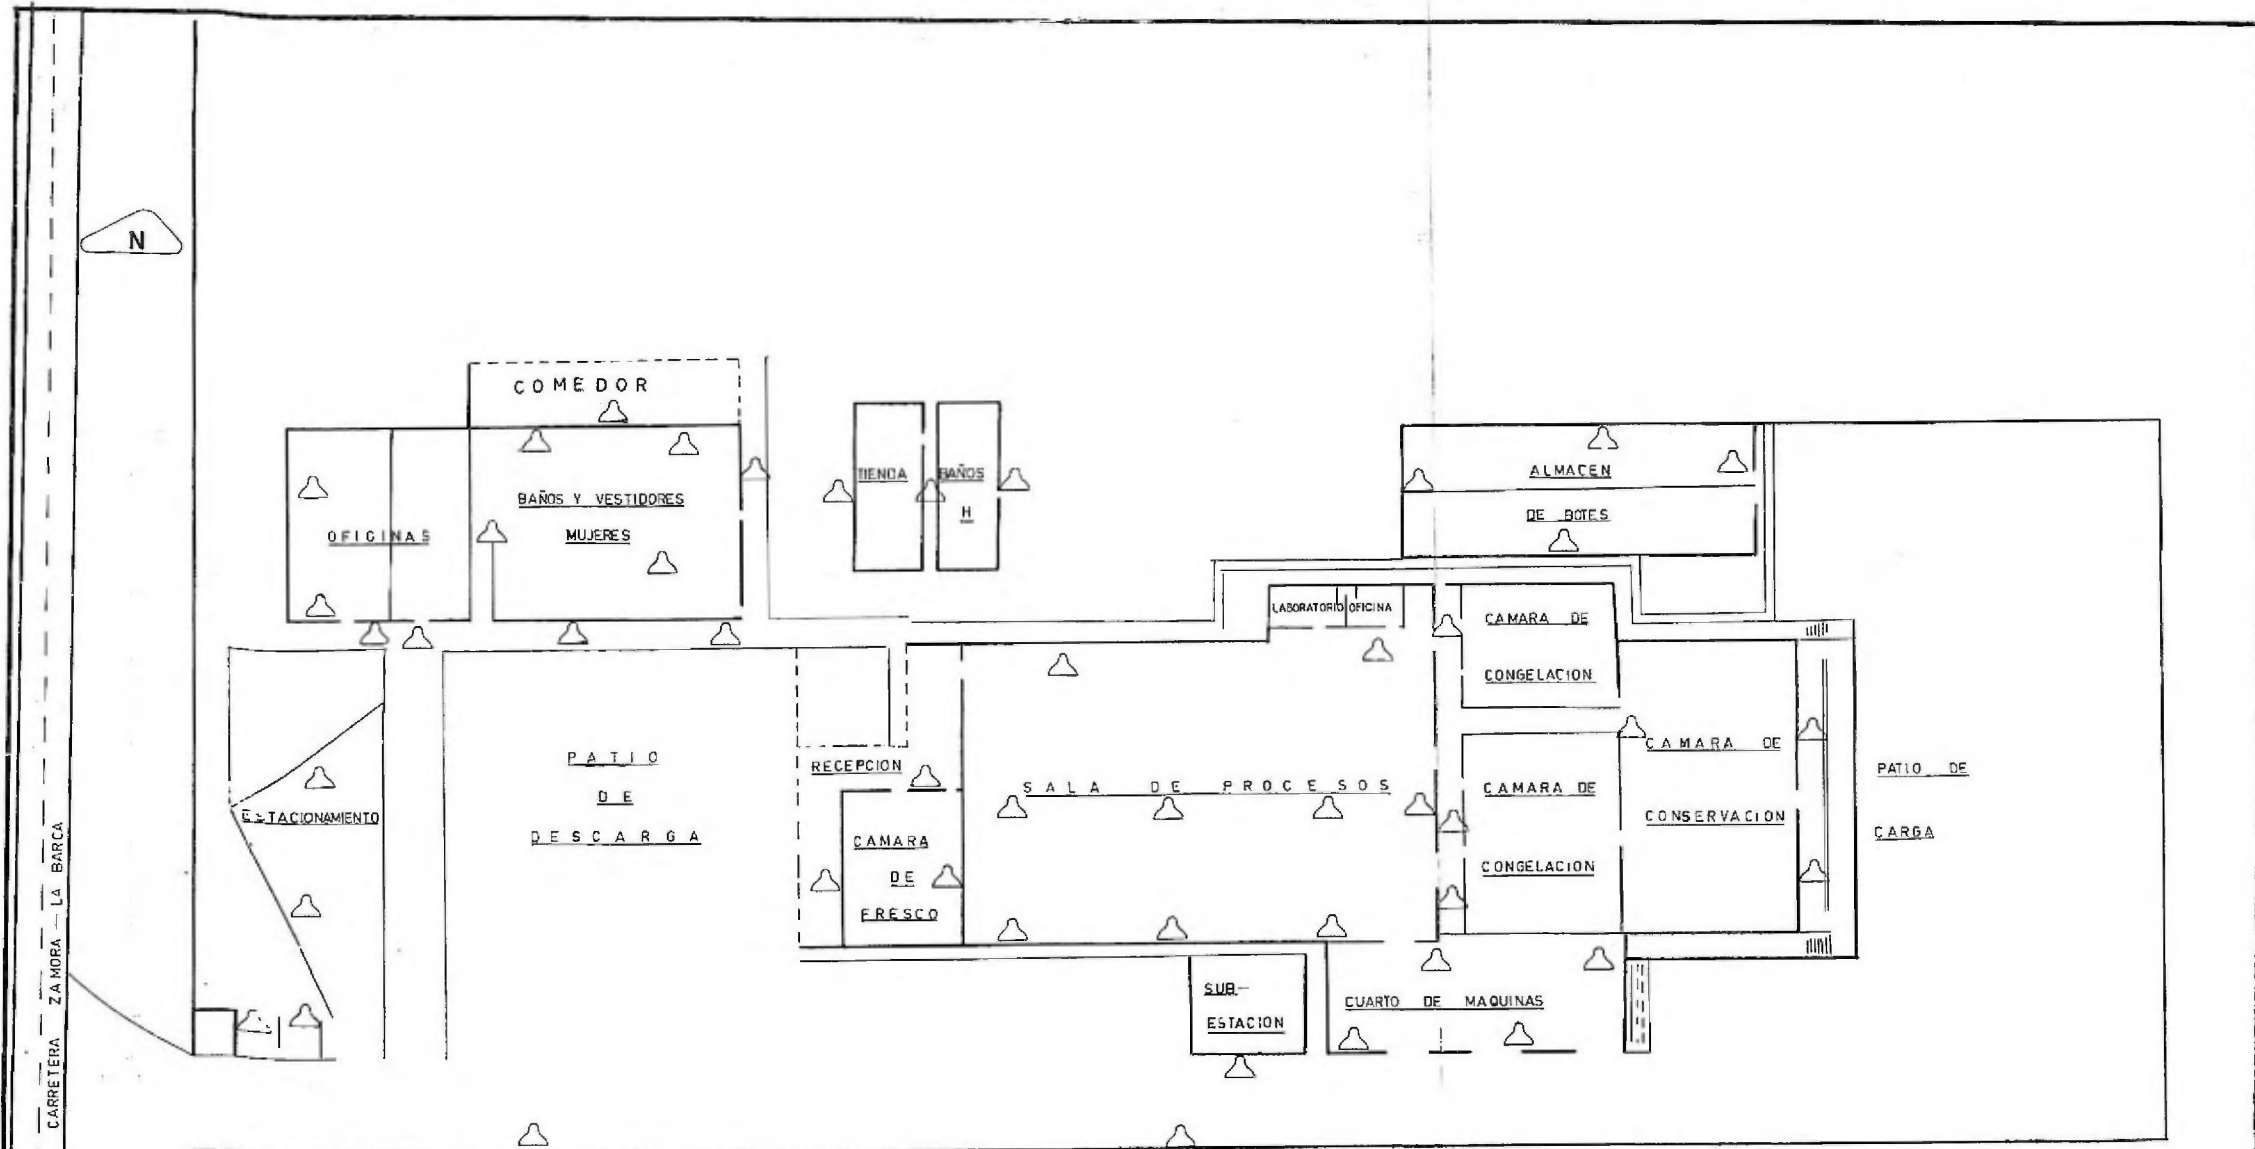 N
COMEDOR
OFICINAS
BAÑOS Y VESTIDORES
MUJERES
TIENDA
BAÑOS
H
ALMACEN
DE BOTES
LABORATORIO
OFICINA
CAMARA DE
CONGELACION
PATIO
DE
DESCARGA
RECEPCION
CAMARA
DE
FRESCO
SALA DE PROCESOS
CAMARA DE
CONGELACION
CAMARA DE
CONSERVACION
PATIO DE
CARGA
ESTACIONAMIENTO
SUB-
ESTACION
CUARTO DE MAQUINAS
CARRETERA ZAMORA - LA BARCA